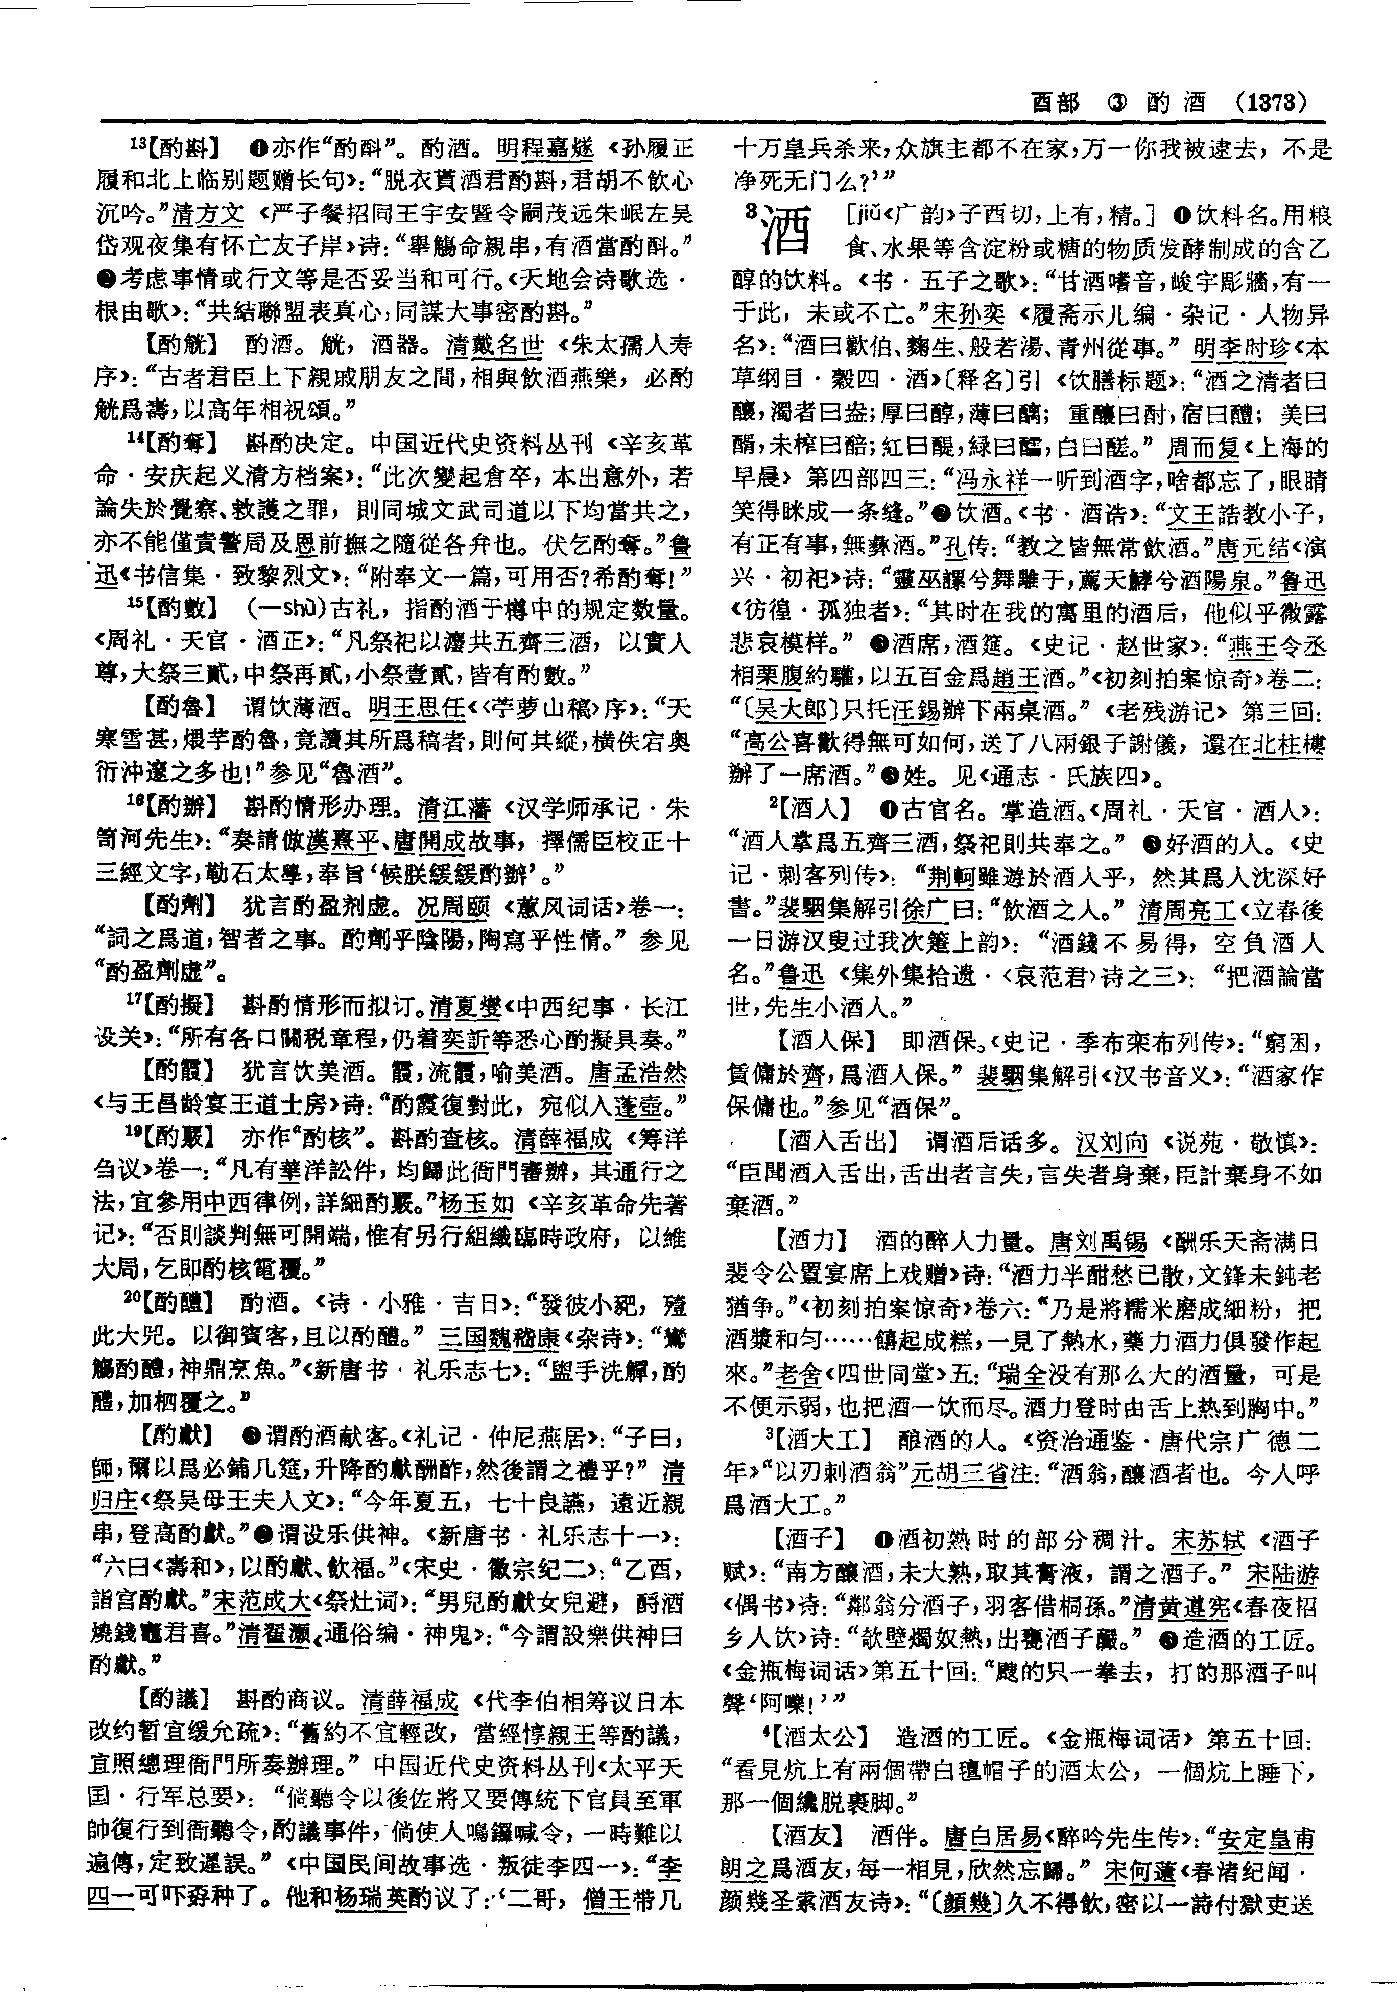 酉部 ③ 酌 酒 （1373）
13【酌斟】 ❶亦作“酌㪺”。酌酒。明程嘉燧《孙履正
履和北上临别题赠长句》：“脱衣貰酒君酌斟，君胡不飲心
沉吟。”清方文《严子餐招同王宇安暨令嗣茂远朱岷左吴
岱观夜集有怀亡友子岸》诗：“舉觴命親串，有酒當酌㪺。”
❷考虑事情或行文等是否妥当和可行。《天地会诗歌选·
根由歌》：“共結聯盟表真心，同謀大事密酌斟。”
【酌觥】 酌酒。觥，酒器。清戴名世《朱太孺人寿
序》：“古者君臣上下親戚朋友之間，相與飲酒燕樂，必酌
觥爲壽，以高年相祝頌。”
14【酌奪】 斟酌决定。中国近代史资料丛刊《辛亥革
命·安庆起义清方档案》：“此次變起倉卒，本出意外，若
論失於覺察、救護之罪，則同城文武司道以下均當共之，
亦不能僅責警局及恩前撫之隨從各弁也。伏乞酌奪。”鲁
迅《书信集·致黎烈文》：“附奉文一篇，可用否？希酌奪！”
15【酌數】 （—shù）古礼，指酌酒于樽中的规定数量。
《周礼·天官·酒正》：“凡祭祀以灋共五齊三酒，以實八
尊，大祭三貳，中祭再貳，小祭壹貳，皆有酌數。”
【酌魯】 谓饮薄酒。明王思任《〈苧萝山稿〉序》：“天
寒雪甚，煨芋酌魯，竟讀其所爲稿者，則何其縱，橫佚宕奥
衍沖邃之多也！”参见“魯酒”。
16【酌辦】 斟酌情形办理。清江藩《汉学师承记·朱
笥河先生》：“奏請倣漢熹平、唐開成故事，擇儒臣校正十
三經文字，勒石太學，奉旨‘候朕緩緩酌辦’。”
【酌劑】 犹言酌盈剂虚。况周颐《蕙风词话》卷一：
“詞之爲道，智者之事。酌劑乎陰陽，陶寫乎性情。”参见
“酌盈劑虚”。
17【酌擬】 斟酌情形而拟订。清夏燮《中西纪事·长江
设关》：“所有各口關税章程，仍着奕訢等悉心酌擬具奏。”
【酌霞】 犹言饮美酒。霞，流霞，喻美酒。唐孟浩然
《与王昌龄宴王道士房》诗：“酌霞復對此，宛似入蓬壺。”
19【酌覈】 亦作“酌核”。斟酌查核。清薛福成《筹洋
刍议》卷一：“凡有華洋訟件，均歸此衙門審辦，其通行之
法，宜參用中西律例，詳細酌覈。”杨玉如《辛亥革命先著
记》：“否則談判無可開端，惟有另行組織臨時政府，以維
大局，乞即酌核電覆。”
20【酌醴】 酌酒。《诗·小雅·吉日》：“發彼小豝，殪
此大兕。以御賓客，且以酌醴。”三国魏嵇康《杂诗》：“鸞
觴酌醴，神鼎烹魚。”《新唐书·礼乐志七》：“盥手洗觶，酌
醴，加柶覆之。”
【酌獻】 ❶谓酌酒献客。《礼记·仲尼燕居》：“子曰，
師，爾以爲必鋪几筵，升降酌獻酬酢，然後謂之禮乎？”清
归庄《祭吴母王夫人文》：“今年夏五，七十良讌，遠近親
串，登高酌獻。”❷谓设乐供神。《新唐书·礼乐志十一》：
“六曰《壽和》，以酌獻、飲福。”《宋史·徽宗纪二》：“乙酉，
詣宫酌獻。”宋范成大《祭灶词》：“男兒酌獻女兒避，酹酒
燒錢竈君喜。”清翟灝《通俗编·神鬼》：“今謂設樂供神曰
酌獻。”
【酌議】 斟酌商议。清薛福成《代李伯相筹议日本
改约暂宜缓允疏》：“舊約不宜輕改，當經惇親王等酌議，
宜照總理衙門所奏辦理。”中国近代史资料丛刊《太平天
国·行军总要》：“倘聽令以後佐將又要傳統下官員至軍
帥復行到衙聽令，酌議事件，倘使人鳴鑼喊令，一時難以
遍傳，定致遲誤。”《中国民间故事选·叛徒李四一》：“李
四一可吓孬种了。他和杨瑞英酌议了：‘二哥，僧王带几
十万皇兵杀来，众旗主都不在家，万一你我被逮去，不是
净死无门么？’”
3酒 ［jiǔ《广韵》子酉切，上有，精。］❶饮料名。用粮
食、水果等含淀粉或糖的物质发酵制成的含乙
醇的饮料。《书·五子之歌》：“甘酒嗜音，峻宇彫牆，有一
于此，未或不亡。”宋孙奕《履斋示儿编·杂记·人物异
名》：“酒曰歡伯、麴生、般若湯、青州從事。”明李时珍《本
草纲目·穀四·酒》〔释名〕引《饮膳标题》：“酒之清者曰
釀，濁者曰盎；厚曰醇，薄曰醨；重釀曰酎，宿曰醴；美曰
醑，未榨曰醅；紅曰醍，綠曰醽，白曰醝。”周而复《上海的
早晨》第四部四三：“冯永祥一听到酒字，啥都忘了，眼睛
笑得眯成一条缝。”❷饮酒。《书·酒诰》：“文王誥教小子，
有正有事，無彝酒。”孔传：“教之皆無常飲酒。”唐元结《演
兴·初祀》诗：“靈巫謤兮舞雕于，薦天觯兮酒陽泉。”鲁迅
《彷徨·孤独者》：“其时在我的寓里的酒后，他似乎微露
悲哀模样。”❸酒席，酒筵。《史记·赵世家》：“燕王令丞
相栗腹約驩，以五百金爲趙王酒。”《初刻拍案惊奇》卷二：
“〔吴大郎〕只托汪錫辦下兩桌酒。”《老残游记》第三回：
“高公喜歡得無可如何，送了八兩銀子謝儀，還在北柱樓
辦了一席酒。”❹姓。见《通志·氏族四》。
2【酒人】 ❶古官名。掌造酒。《周礼·天官·酒人》：
“酒人掌爲五齊三酒，祭祀則共奉之。”❷好酒的人。《史
记·刺客列传》：“荆軻雖遊於酒人乎，然其爲人沈深好
書。”裴駰集解引徐广曰：“飲酒之人。”清周亮工《立春後
一日游汉叟过我次筵上韵》：“酒錢不易得，空負酒人
名。”鲁迅《集外集拾遗·〈哀范君〉诗之三》：“把酒論當
世，先生小酒人。”
【酒人保】 即酒保。《史记·季布栾布列传》：“窮困，
賃傭於齊，爲酒人保。”裴駰集解引《汉书音义》：“酒家作
保傭也。”参见“酒保”。
【酒入舌出】 谓酒后话多。汉刘向《说苑·敬慎》：
“臣聞酒入舌出，舌出者言失，言失者身棄，臣計棄身不如
棄酒。”
【酒力】 酒的醉人力量。唐刘禹锡《酬乐天斋满日
裴令公置宴席上戏赠》诗：“酒力半酣愁已散，文鋒未鈍老
猶争。”《初刻拍案惊奇》卷六：“乃是將糯米磨成細粉，把
酒漿和匀……饎起成糕，一見了熱水，藥力酒力俱發作起
來。”老舍《四世同堂》五：“瑞全没有那么大的酒量，可是
不便示弱，也把酒一饮而尽。酒力登时由舌上热到胸中。”
3【酒大工】 酿酒的人。《资治通鉴·唐代宗广德二
年》“以刃刺酒翁”元胡三省注：“酒翁，釀酒者也。今人呼
爲酒大工。”
【酒子】 ❶酒初熟时的部分稠汁。宋苏轼《酒子
赋》：“南方釀酒，未大熟，取其膏液，謂之酒子。”宋陆游
《偶书》诗：“鄰翁分酒子，羽客借桐孫。”清黄遵宪《春夜招
乡人饮》诗：“欹壁燭奴熱，出甕酒子釅。”❷造酒的工匠。
《金瓶梅词话》第五十回：“颼的只一拳去，打的那酒子叫
聲‘阿嚛！’”
4【酒太公】 造酒的工匠。《金瓶梅词话》第五十回：
“看見炕上有兩個帶白氊帽子的酒太公，一個炕上睡下，
那一個纔脱裹脚。”
【酒友】 酒伴。唐白居易《醉吟先生传》：“安定皇甫
朗之爲酒友，每一相見，欣然忘歸。”宋何薳《春渚纪闻·
颜幾圣索酒友诗》：“〔顔幾〕久不得飲，密以一詩付獄吏送